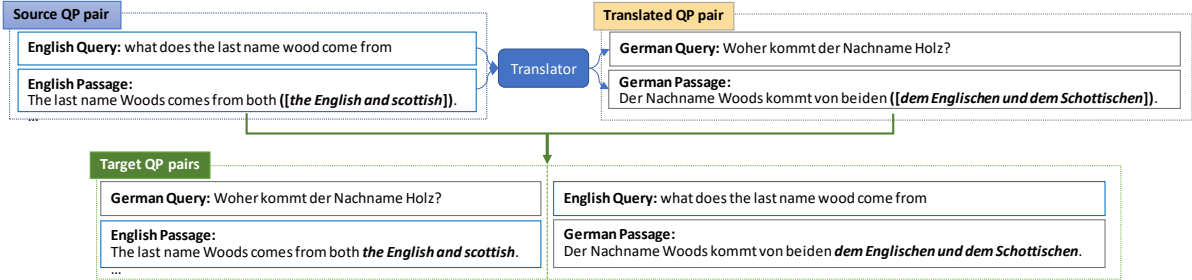 Source QP pair
English Query: what does the last name wood come from
English Passage:
The last name Woods comes from both ([the English and scottish]).
...
Translator
Translated QP pair
German Query: Woher kommt der Nachname Holz?
German Passage:
Der Nachname Woods kommt von beiden ([dem Englischen und dem Schottischen]).
Target QP pairs
German Query: Woher kommt der Nachname Holz?
English Passage:
The last name Woods comes from both the English and scottish.
...
English Query: what does the last name wood come from
German Passage:
Der Nachname Woods kommt von beiden dem Englischen und dem Schottischen.